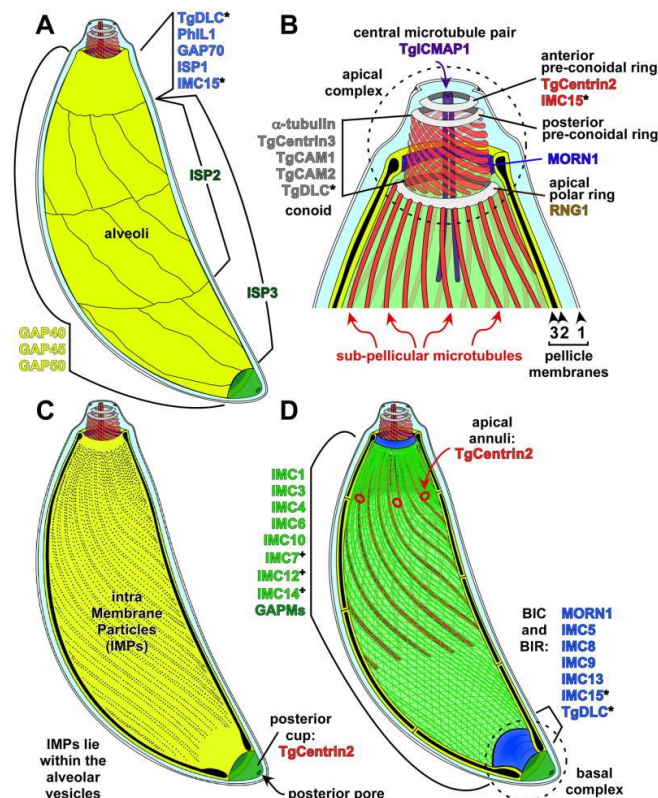 A
TgDLC*
PhIL1
GAP70
ISP1
IMC15*
ISP2
alveoli
ISP3
GAP40
GAP45
GAP50
B
central microtubule pair
TgICMAP1
apical
complex
anterior
pre-conoidal ring
TgCentrin2
IMC15*
α-tubulin
TgCentrin3
TgCAM1
TgCAM2
TgDLC*
conoid
posterior
pre-conoidal ring
MORN1
apical
polar ring
RNG1
sub-pellicular microtubules
32 1
pellicle
membranes
C
intra
Membrane
Particles
(IMPs)
IMPs lie
within the
alveolar
vesicles
posterior
cup:
TgCentrin2
posterior pore
D
apical
annuli:
TgCentrin2
IMC1
IMC3
IMC4
IMC6
IMC10
IMC7+
IMC12+
IMC14+
GAPMs
BIC
and
BIR:
MORN1
IMC5
IMC8
IMC9
IMC13
IMC15*
TgDLC*
basal
complex